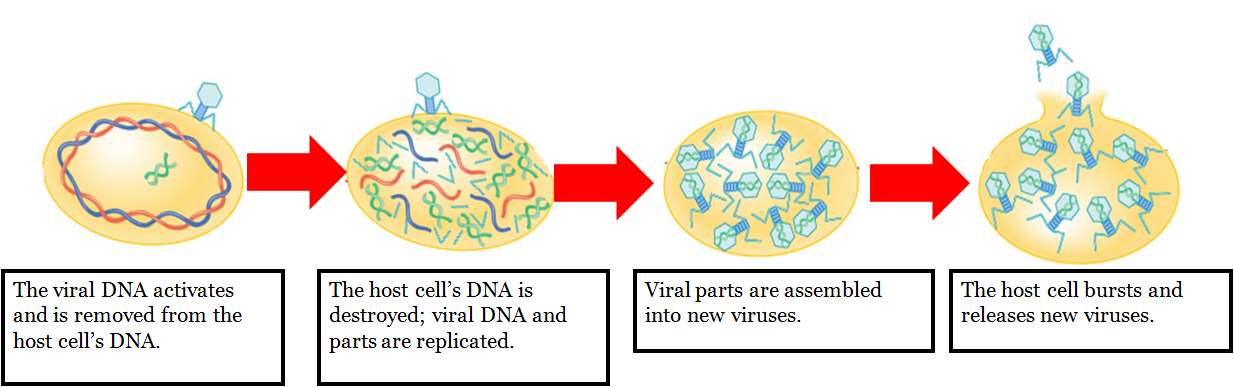 The viral DNA activates
and is removed from the
host cell’s DNA.
The host cell’s DNA is
destroyed; viral DNA and
parts are replicated.
Viral parts are assembled
into new viruses.
The host cell bursts and
releases new viruses.